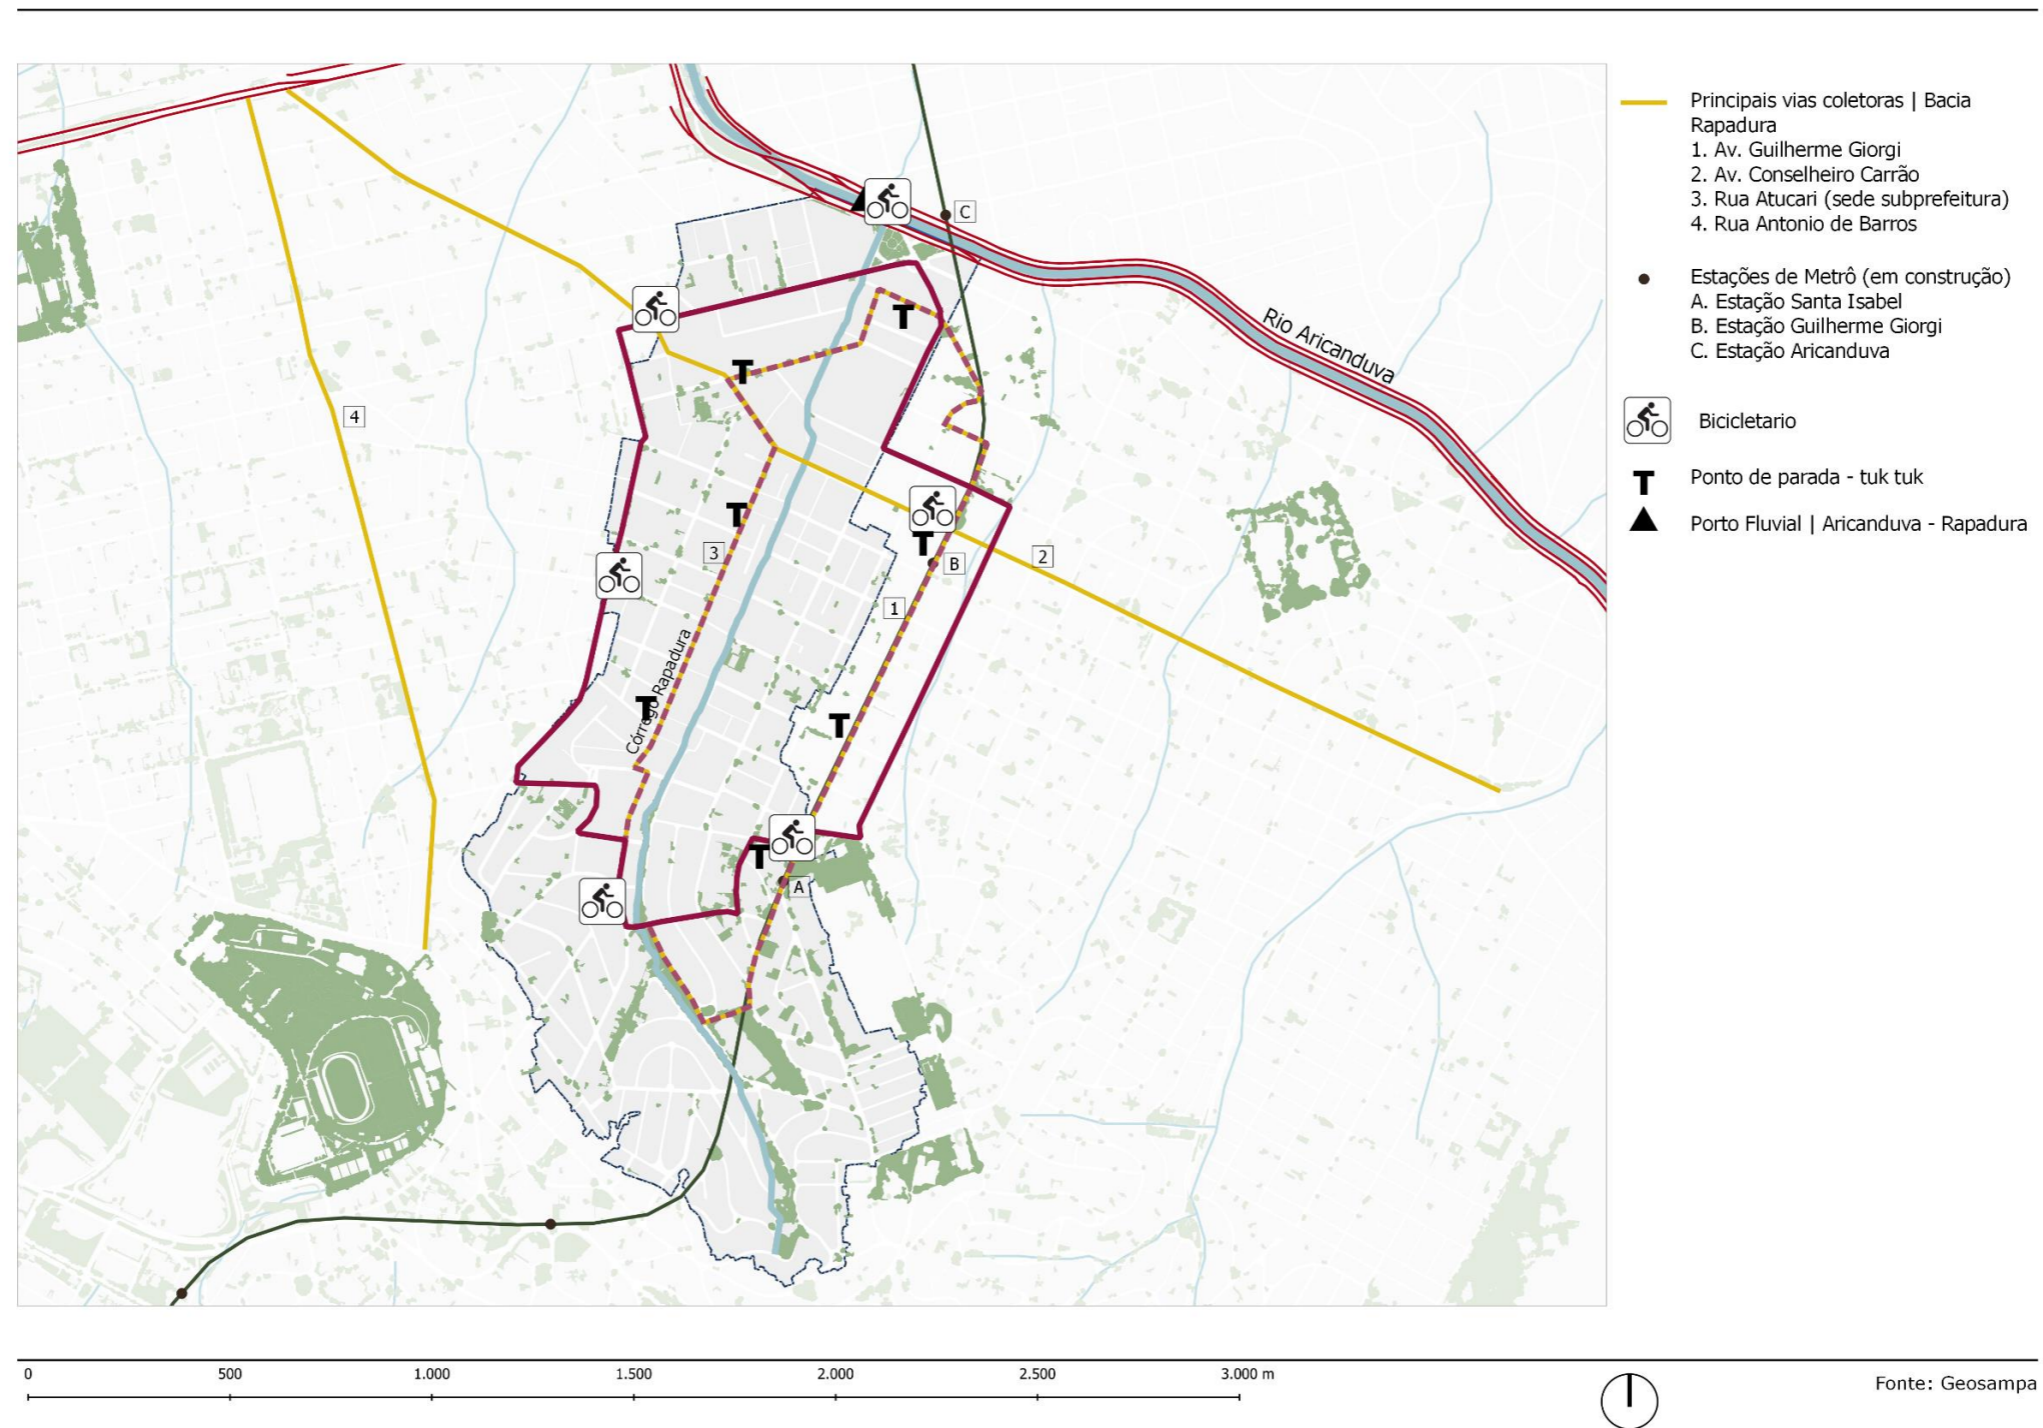 Principais vias coletoras | Bacia
Rapadura
1. Av. Guilherme Giorgi
2. Av. Conselheiro Carrão
3. Rua Atucari (sede subprefeitura)
4. Rua Antonio de Barros
Estações de Metrô (em construção)
A. Estação Santa Isabel
B. Estação Guilherme Giorgi
C. Estação Aricanduva
Bicicletario
T Ponto de parada - tuk tuk
Porto Fluvial | Aricanduva - Rapadura
C
Rio Aricanduva
T
T
4
T
3
T
B
2
1
Córrego Rapadura
T
T
T
A
0 500 1.000 1.500 2.000 2.500 3.000 m
Fonte: Geosampa